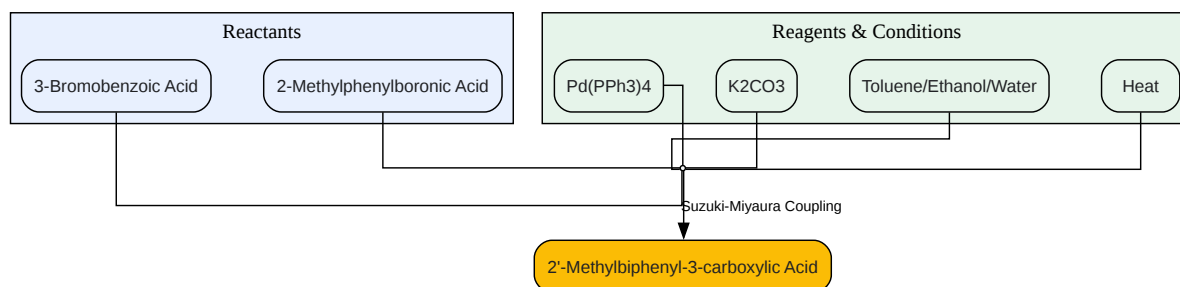 Reactants
Reagents & Conditions
3-Bromobenzoic Acid
2-Methylphenylboronic Acid
Pd(PPh3)4
K2CO3
Toluene/Ethanol/Water
Heat
Suzuki-Miyaura Coupling
2'-Methylbiphenyl-3-carboxylic Acid